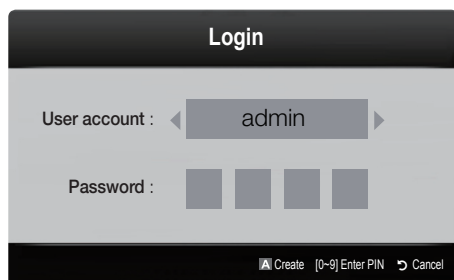 Login
User account : admin
Password :
A Create [0~9] Enter PIN Cancel